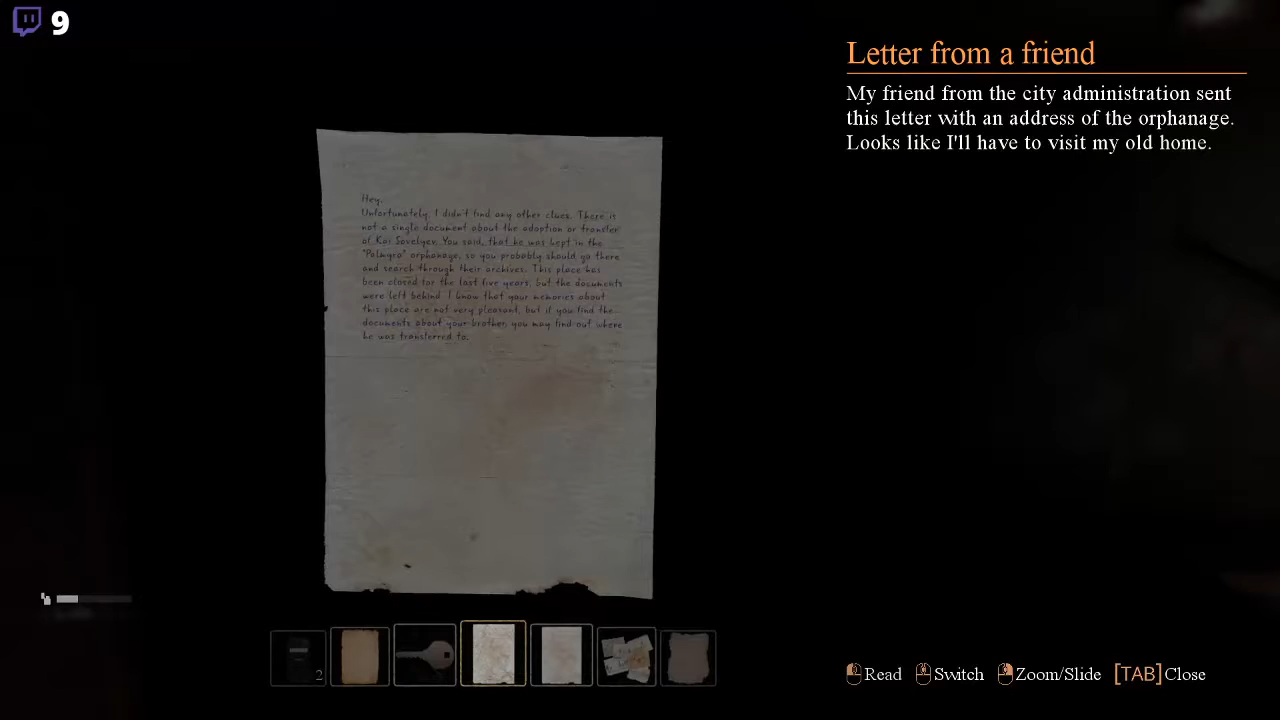 9
Letter from a friend
My friend from the city administration sent
this letter with an address of the orphanage.
Looks like I'll have to visit my old home.
Hey,
Unfortunately, I didn't find any other clues. There is
not a single document about the adoption or transfer
of Kai Savelyev. You said, that he was kept in the
"Palmyra" orphanage, so you probably should go there
and search through their archives. This place has
been closed for the last five years, but the documents
were left behind. I know that your memories about
this place are not very pleasant, but if you find the
documents about your brother, you may find out where
he was transferred to.
2
Read Switch Zoom/Slide [TAB] Close